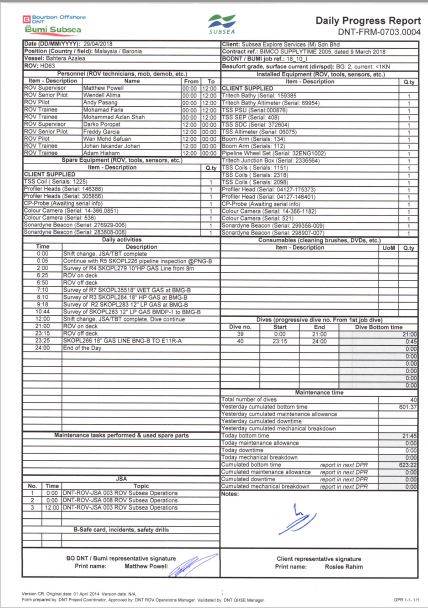 Bourbon Offshore
DNT
Bumi Subsea
SUBSEA
Daily Progress Report
DNT-FRM-0703.0004
Date (DD/MM/YYYY): 29/04/2018
Position (Country / field): Malaysia / Baronia
Vessel: Bahtera Azalea
ROV: HD63
Client: Subsea Explore Services (M) Sdn Bhd
Contract ref.: BIMCO SUPPLYTIME 2005, dated 9 March 2018
BODNT / BUMI job ref.: 18_10_I
Beaufort grade, surface current (dir/spd): BG: 2, current: <1KN
Personnel (ROV technicians, mob, demob, etc.)
Item - Description Name From To
ROV Supervisor Matthew Powell 00:00 12:00
ROV Senior Pilot Wendell Alima 00:00 12:00
ROV Pilot Andy Pasang 00:00 12:00
ROV Trainee Mohamad Faris 00:00 12:00
ROV Trainee Mohammad Azlan Shah 00:00 12:00
ROV Supervisor Darko Poropat 12:00 00:00
ROV Senior Pilot Freddy Garcia 12:00 00:00
ROV Pilot Wan Mohd Safuan 12:00 00:00
ROV Trainee Johan Iskandar Johari 12:00 00:00
ROV Trainee Adam Hisham 12:00 00:00
Spare Equipment (ROV, tools, sensors, etc.)
Item - Description Q.ty
CLIENT SUPPLIED
TSS Coils ( Serials: 1225) 1
Profiler Heads (Serial: 146386) 1
Profiler Heads (Serial: 305656) 1
CP-Probe (Awaiting serial info) 1
Colour Camera (Serial: 14-366.0851) 1
Colour Camera (Serial: 536) 1
Sonardyne Beacon (Serial: 276929-006) 1
Sonardyne Beacon (Serial: 283808-006) 1
Installed Equipment (ROV, tools, sensors, etc.)
Item - Description Q.ty
CLIENT SUPPLIED
Tritech Bathy (Serial: 159385 1
Tritech Bathy Altimeter (Serial: 69954) 1
TSS PSU (Serial:000876) 1
TSS SEP (Serial: 408) 1
TSS SDC (Serial: 372604) 1
TSS Altimeter (Serial: 06075) 1
Boom Arm (Serials: 134) 1
Boom Arm (Serials: 112) 1
Pipeline Wheel Set (Serial: 32ENG1002) 1
Tritech Junction Box (Serial: 2336564) 1
TSS Coils ( Serials: 1151) 1
TSS Coils ( Serials: 2318) 1
TSS Coils ( Serials: 2098) 1
Profiler Head (Serial: 04127-175373) 1
Profiler Head (Serial: 04127-146401) 1
CP-Probe (Awaiting serial info) 1
Colour Camera (Serial: 14-366-1182) 1
Colour Camera (Serial: 521) 1
Sonardyne Beacon (Serial: 299358-009) 1
Sonardyne Beacon (Serial: 298907-007) 1
Daily activities
Time Description
0:00 Shift change, JSA/TBT complete.
0:05 Continue with R5 SKOPL226 pipeline inspection @PNG-B
2:00 Survey of R4 SKOPL279 10"HP GAS Line from 8m
6:25 ROV on deck
6:50 ROV off deck
7:10 Survey of R7 SKOPL35518" WET GAS at BMG-B
8:10 Survey of R3 SKOPL284 18" HP GAS at BMG-B
9:18 Survey of R2 SKOPL283 12" LP GAS at BMG-B
10:44 Survey of SKOPL283 12" LP GAS BMDP-1 to BMG-B
12:00 Shift change. JSA/TBT complete, Dive continue
21:00 ROV on deck
23:15 ROV off deck
23:25 SKOPL266 18" GAS LINE BNG-B TO E11R-A
24:00 End of the Day
Consumables (cleaning brushes, DVDs, etc.)
Item - Description UoM Q.ty
Dives (progressive dive no. From 1st job dive)
Dive no. Start End Dive Bottom time
39 0:00 21:00 21:00
40 23:15 24:00 0:45
0:00
0:00
0:00
0:00
0:00
0:00
Maintenance time
Total number of dives 40
Yesterday cumulated bottom time 601:37
Yesterday cumulated maintenance allowance
Yesterday cumulated downtime
Yesterday cumulated mechanical breakdown
Today bottom time 21:45
Today maintenance allowance 0:00
Today downtime 0:00
Today mechanical breakdown 0:00
Cumulated bottom time report in next DPR 623:22
Cumulated maintenance allowance report in next DPR 0:00
Cumulated downtime report in next DPR 0:00
Cumulated mechanical breakdown report in next DPR 0:00
Maintenance tasks performed & used spare parts
JSA
No. Time Topic
1 0:00 DNT-ROV-JSA 003 ROV Subsea Operations
2 0:00 DNT-ROV-JSA 003 ROV Subsea Operations
3 12:00 DNT-ROV-JSA 003 ROV Subsea Operations
B-Safe card, incidents, safety drills
Notes:
BO DNT / Bumi representative signature
Print name: Matthew Powell
Client representative signature
Print name: Roslee Rahim
Version CR. Original date: 01 April 2014. Version date: N/A.
Form prepared by: DNT Project Coordinator. Approved by: DNT ROV Operations Manager. Validated by: DNT QHSE Manager.
DPR 1-1. 1/1